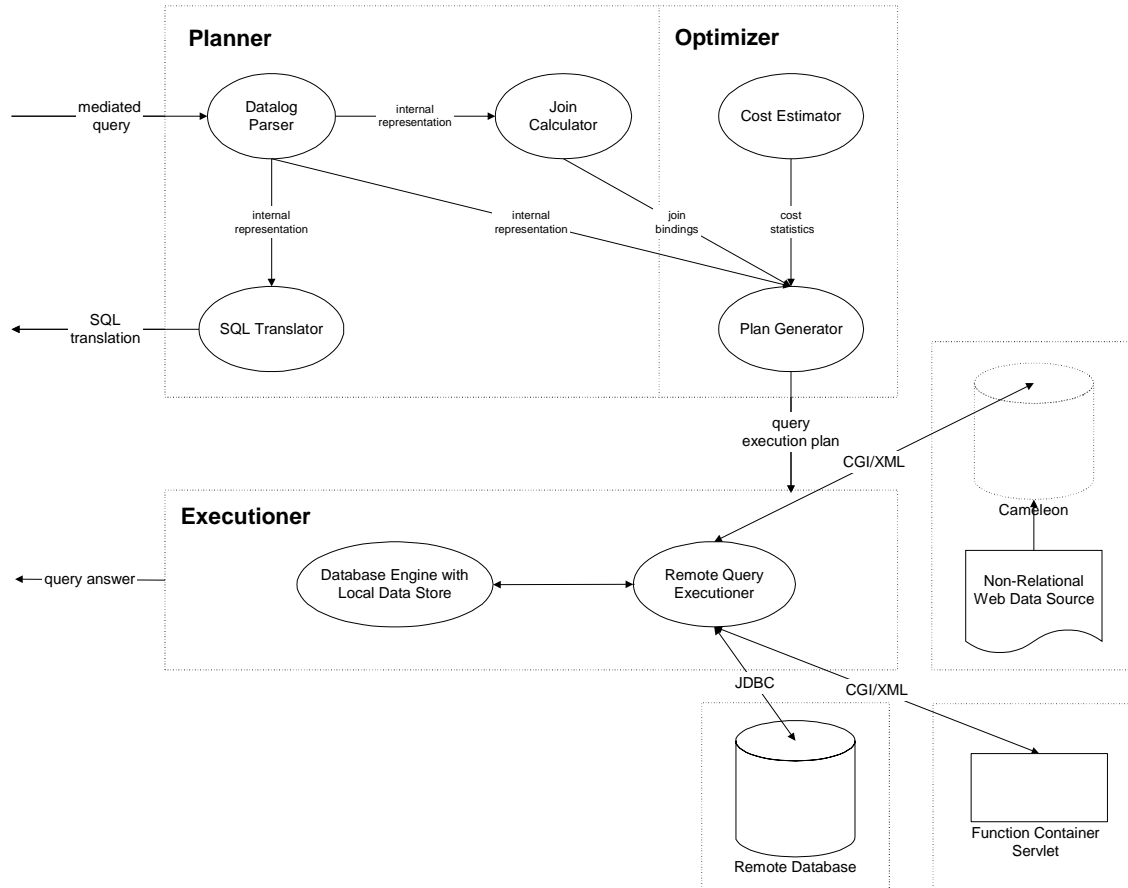 Planner
Optimizer
mediated
query
Datalog
Parser
internal
representation
Join
Calculator
Cost Estimator
internal
representation
internal
representation
join
bindings
cost
statistics
SQL
translation
SQL Translator
Plan Generator
query
execution plan
CGI/XML
Cameleon
Executioner
query answer
Database Engine with
Local Data Store
Remote Query
Executioner
Non-Relational
Web Data Source
JDBC
CGI/XML
Remote Database
Function Container
Servlet